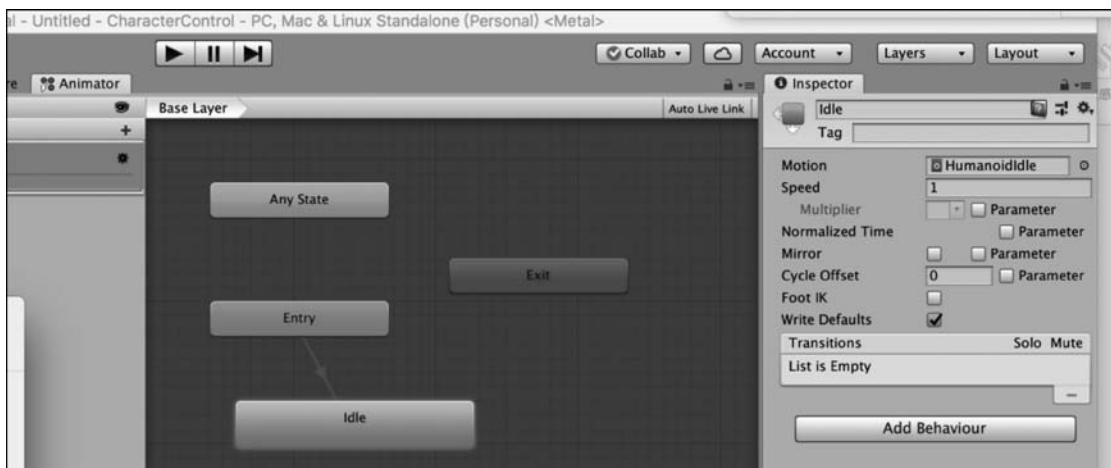 al - Untitled - CharacterControl - PC, Mac & Linux Standalone (Personal) <Metal>
Collab Account Layers Layout
re Animator
Base Layer Auto Live Link
Any State
Exit
Entry
Idle
Inspector
Idle
Tag
Motion HumanoidIdle
Speed 1
Multiplier Parameter
Normalized Time Parameter
Mirror Parameter
Cycle Offset 0 Parameter
Foot IK
Write Defaults
Transitions Solo Mute
List is Empty
Add Behaviour